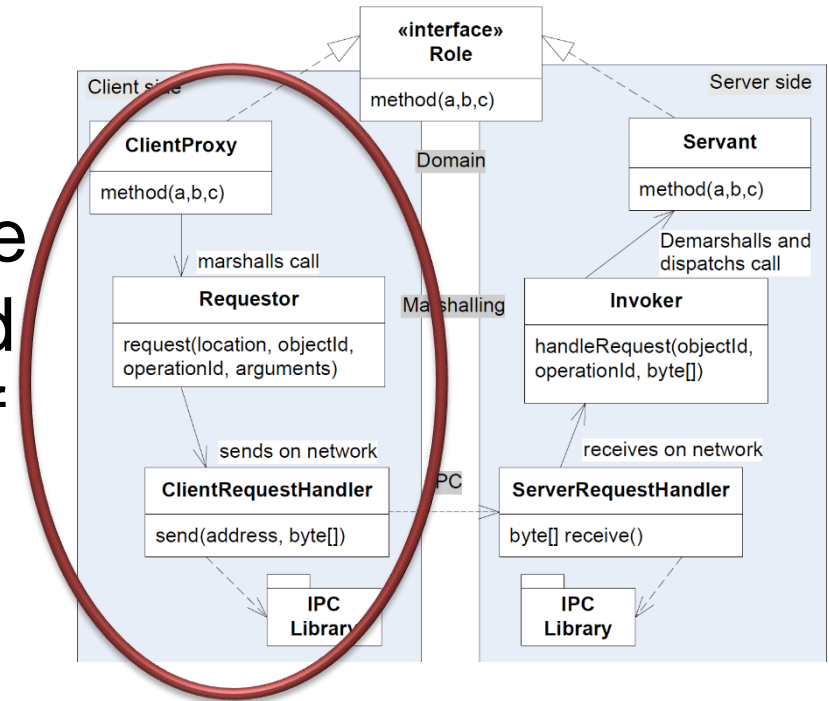 «interface»
Role
method(a,b,c)
Client side
Server side
ClientProxy
method(a,b,c)
Domain
Servant
method(a,b,c)
e
marshalls call
Demarshalls and
dispatchs call
d
Requestor
request(location, objectId,
operationId, arguments)
Marshalling
Invoker
handleRequest(objectId,
operationId, byte[])
f
sends on network
receives on network
ClientRequestHandler
send(address, byte[])
IPC
ServerRequestHandler
byte[] receive()
IPC
Library
IPC
Library